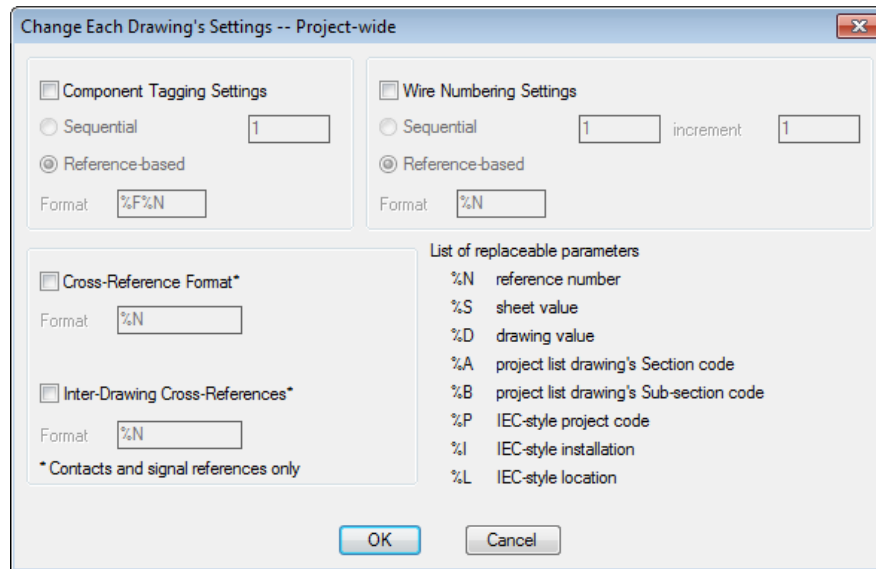 Change Each Drawing's Settings -- Project-wide
Component Tagging Settings
Sequential 1
Reference-based
Format %F%N
Wire Numbering Settings
Sequential 1 increment 1
Reference-based
Format %N
Cross-Reference Format*
Format %N
Inter-Drawing Cross-References*
Format %N
* Contacts and signal references only
List of replaceable parameters
%N reference number
%S sheet value
%D drawing value
%A project list drawing's Section code
%B project list drawing's Sub-section code
%P IEC-style project code
%I IEC-style installation
%L IEC-style location
OK Cancel